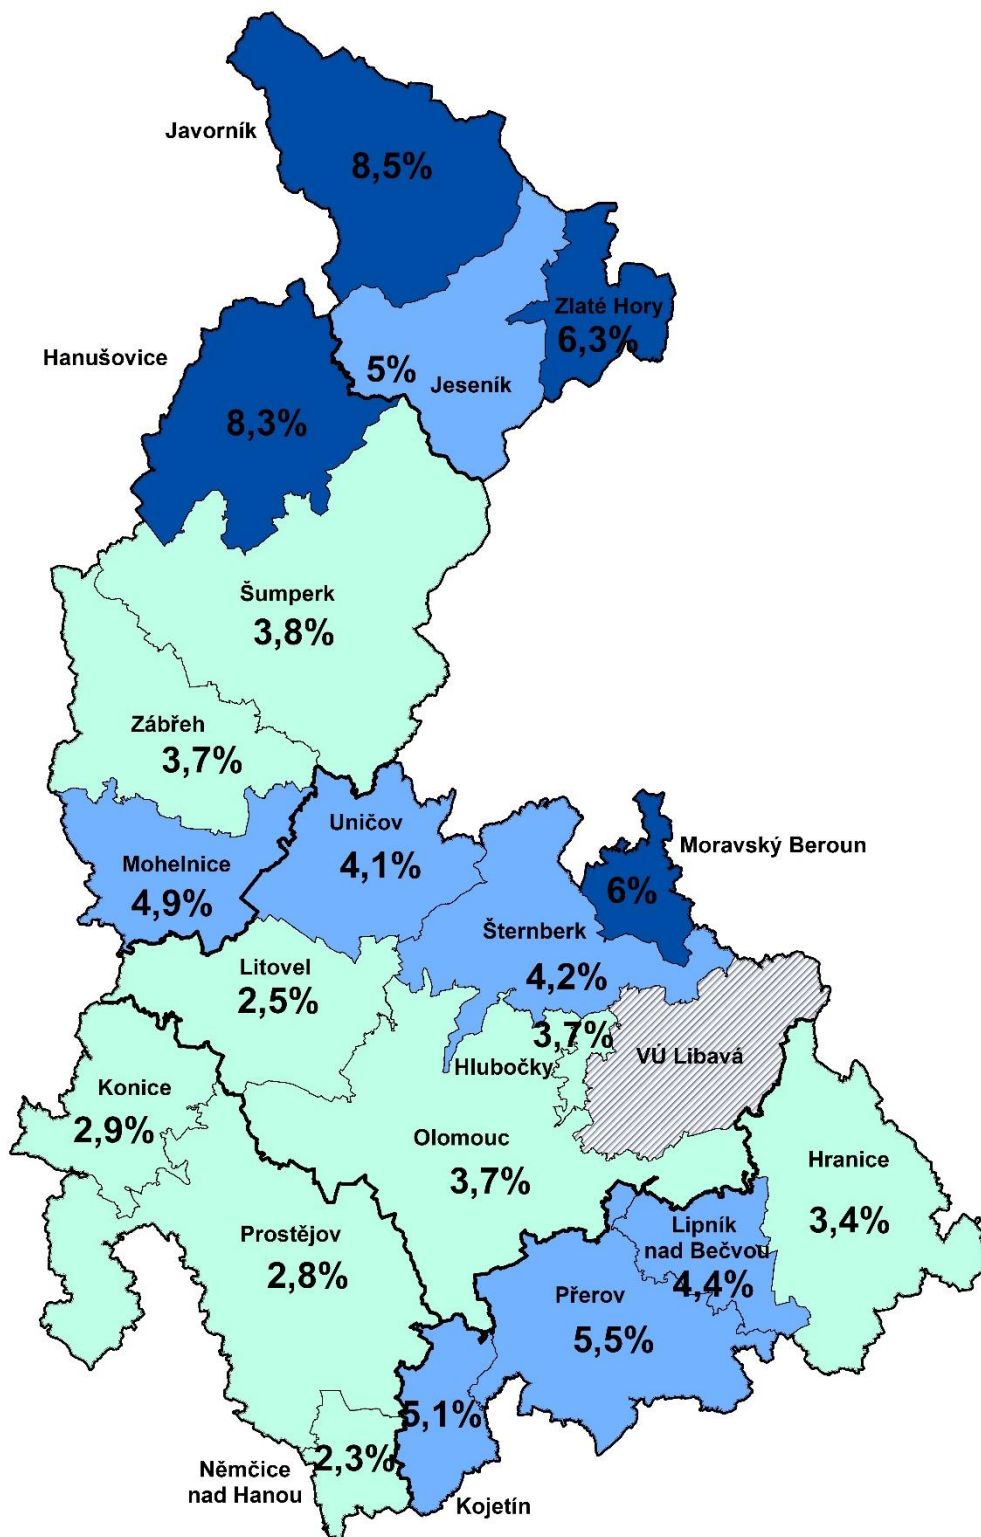 Javorník
8,5%
Zlaté Hory
6,3%
Hanušovice
5%
Jeseník
8,3%
Šumperk
3,8%
Zábřeh
3,7%
Uničov
4,1%
Moravský Beroun
6%
Mohelnice
4,9%
Šternberk
4,2%
Litovel
2,5%
3,7%
Hlubočky
VÚ Libavá
Konice
2,9%
Olomouc
3,7%
Hranice
3,4%
Prostějov
2,8%
Lipník
nad Bečvou
4,4%
Přerov
5,5%
5,1%
Kojetín
2,3%
Němčice
nad Hanou